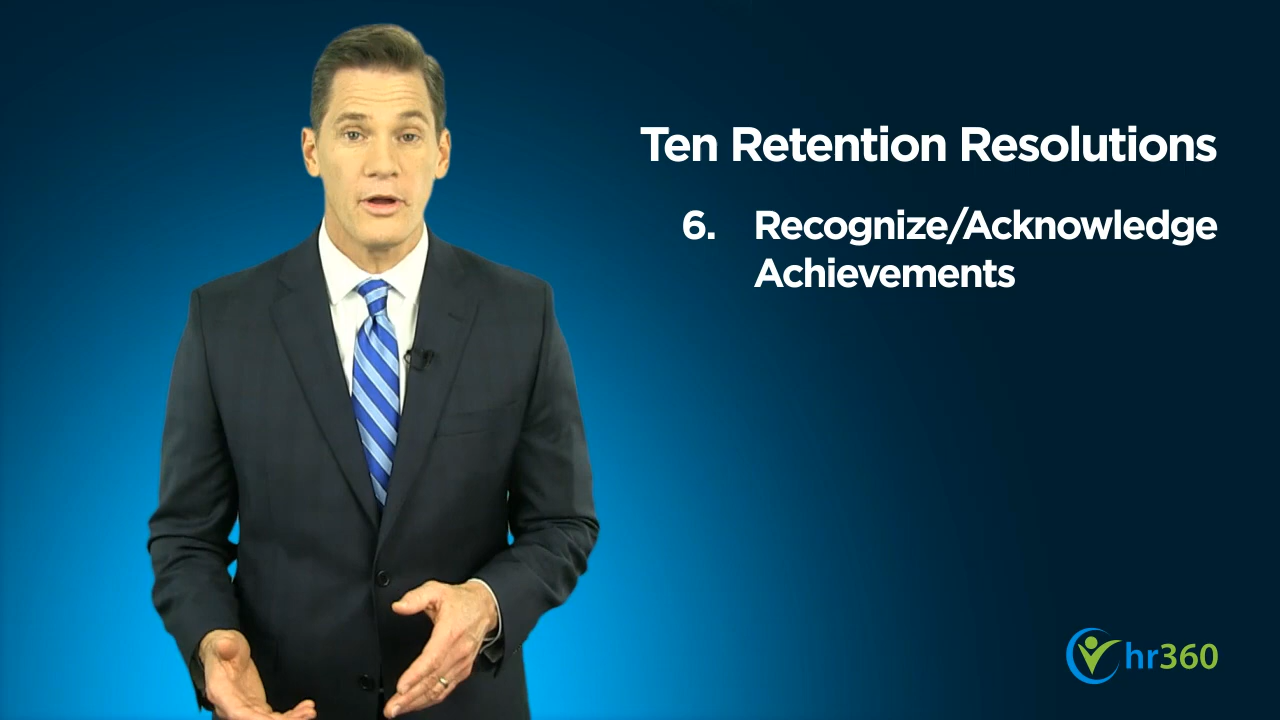 Ten Retention Resolutions
6. Recognize/Acknowledge
Achievements
hr360